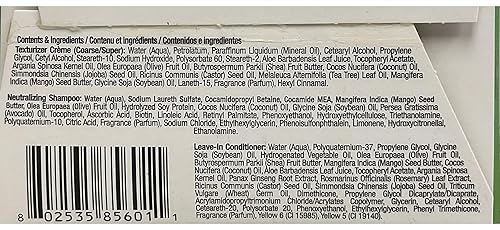 Contents & Ingredients / Contenu et Ingrédients / Contenidos e ingredientes
Texturizor Crème (Coarse/Super): Water (Aqua), Petrolatum, Paraffinum Liquidum (Mineral Oil), Cetearyl Alcohol, Propylene
Glycol, Cetyl Alcohol, Steareth-10, Sodium Hydroxide, Polysorbate 60, Steareth-2, Aloe Barbadensis Leaf Juice, Tocopheryl Acetate,
Argania Spinosa Kernel Oil, Olea Europaea (Olive) Fruit Oil, Butyrospermum Parkii (Shea Fruit) Butter, Cocos Nucifera (Coconut) Oil,
Simmondsia Chinensis (Jojoba) Seed Oil, Ricinus Communis (Castor) Seed Oil, Melaleuca Alternifolia (Tea Tree) Leaf Oil, Mangifera
Indica (Mango) Seed Butter, Glycine Soja (Soybean) Oil, Laneth-15, Fragrance (Parfum), Hexyl Cinnamal.
Neutralizing Shampoo: Water (Aqua), Sodium Laureth Sulfate, Cocamidopropyl Betaine, Cocamide MEA, Mangifera Indica (Mango) Seed
Butter, Olea Europaea (Olive) Fruit Oil, Hydrolyzed Soy Protein, Cocos Nucifera (Coconut) Oil, Glycine Soja (Soybean) Oil, Persea Gratissima
(Avocado) Oil, Tocopherol, Ascorbic Acid, Biotin, Linoleic Acid, Retinyl Palmitate, Phenoxyethanol, Hydroxyethylcellulose, Triethanolamine,
Polyquaternium-10, Citric Acid, Fragrance (Parfum), Sodium Chloride, Ethylhexylglycerin, Phenolsulfonphthalein, Limonene, Hydroxycitronellal,
Ethanolamine.
Leave-In Conditioner: Water (Aqua), Polyquaternium-37, Propylene Glycol, Glycine
Soja (Soybean) Oil, Hydrogenated Vegetable Oil, Olea Europaea (Olive) Fruit Oil,
Butyrospermum Parkii (Shea Fruit) Butter, Mangifera Indica (Mango) Seed Butter, Cocos
Nucifera (Coconut) Oil, Aloe Barbadensis Leaf Juice, Tocopheryl Acetate, Argania Spinosa
Kernel Oil, Panax Ginseng Root Extract, Rosmarinus Officinalis (Rosemary) Leaf Extract,
Ricinus Communis (Castor) Seed Oil, Simmondsia Chinensis (Jojoba) Seed Oil, Triticum
Vulgare (Wheat) Germ Oil, Dimethicone, Propylene Glycol Dicaprylate/Dicaprate,
Acrylamidopropyltrimonium Chloride/Acrylates Copolymer, Glycerin, Cetearyl Alcohol,
Ceteareth-20, Polysorbate 20, Phenoxyethanol, Ethylhexylglycerin, Phenyl Trimethicone,
Fragrance (Parfum), Yellow 6 (CI 15985), Yellow 5 (CI 19140).
8 02535 85601 1